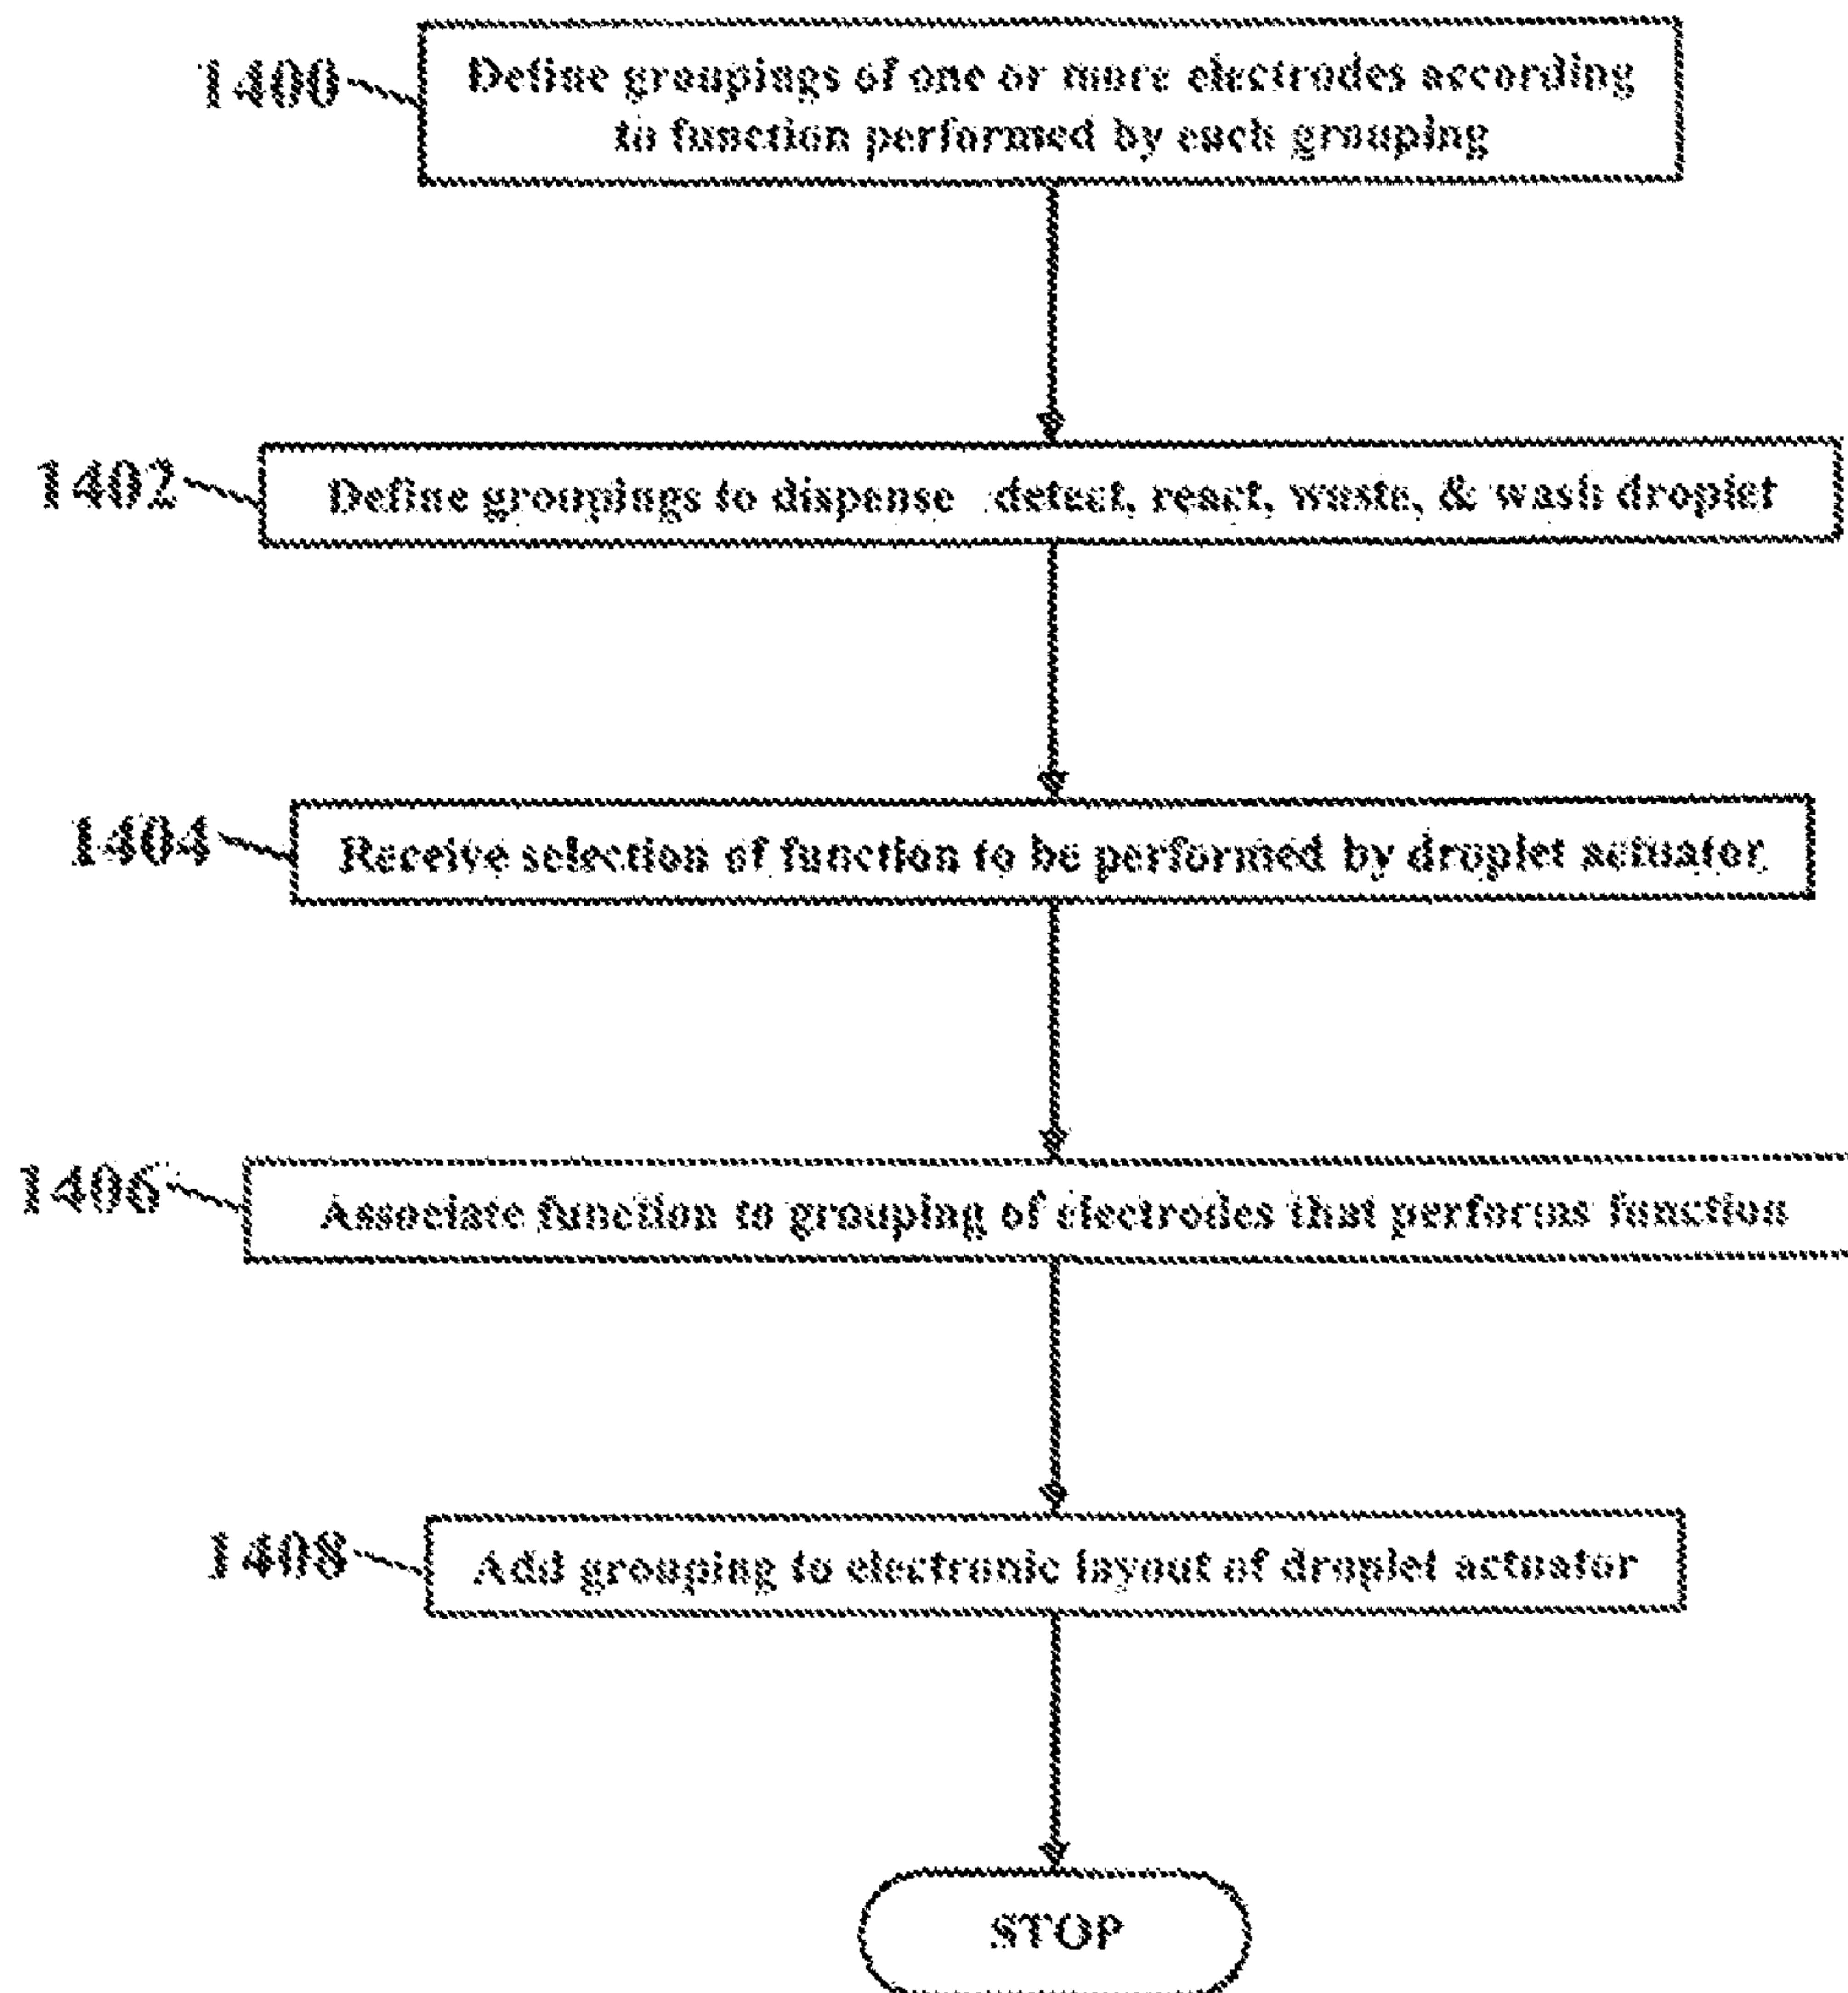 1400
Define groupings of one or more electrodes according
to function performed by each grouping
1402
Define groupings to dispense , detect, react, waste, & wash droplet
1404
Receive selection of function to be performed by droplet actuator
1406
Associate function to grouping of electrodes that performs function
1408
Add grouping to electronic layout of droplet actuator
STOP